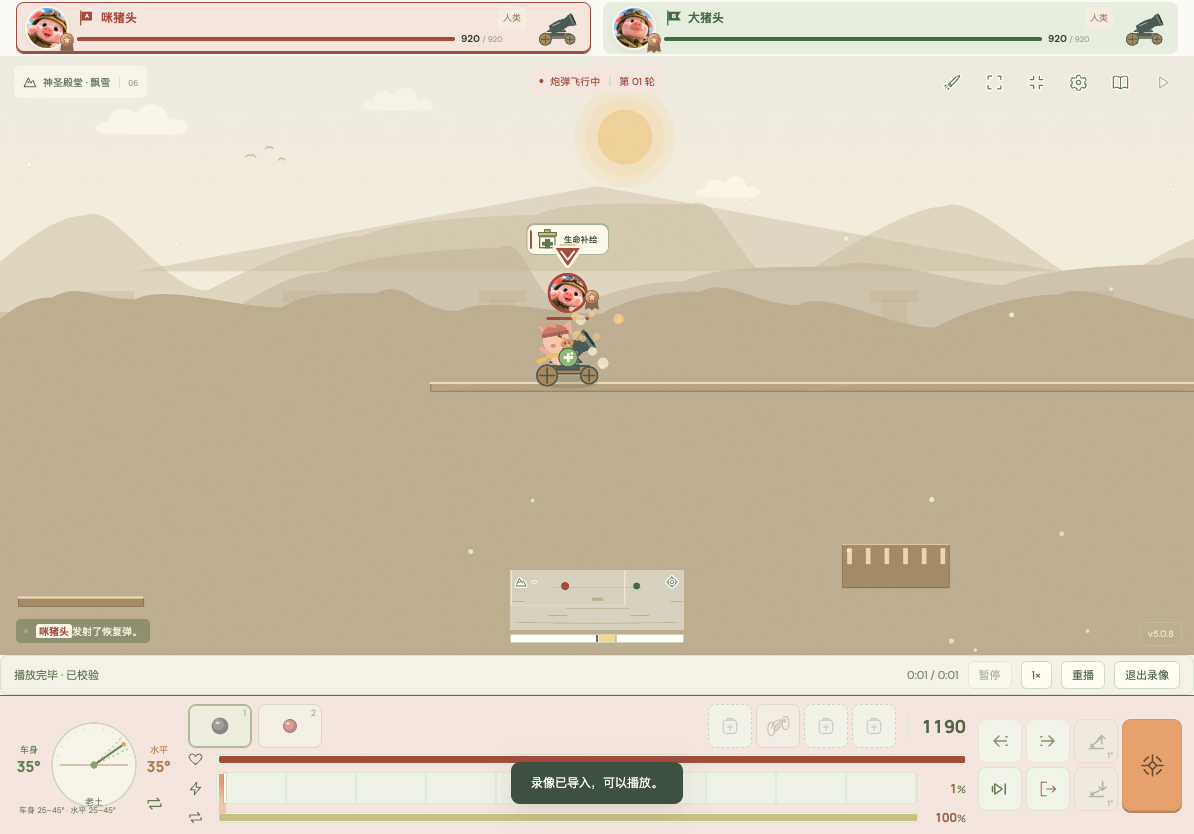 A 咪猪头 人类
920 / 920
B 大猪头 人类
920 / 920
神圣殿堂 · 飘雪 06
炮弹飞行中 第 01 轮
生命补给
咪猪头发射了恢复弹。
v5.0.8
播放完毕 · 已校验
0:01 / 0:01 暂停 1× 重播 退出录像
1 2
1190
车身 35°
水平 35°
老土
车身 25–45° · 水平 25–45°
1%
100%
1°
1°
录像已导入，可以播放。